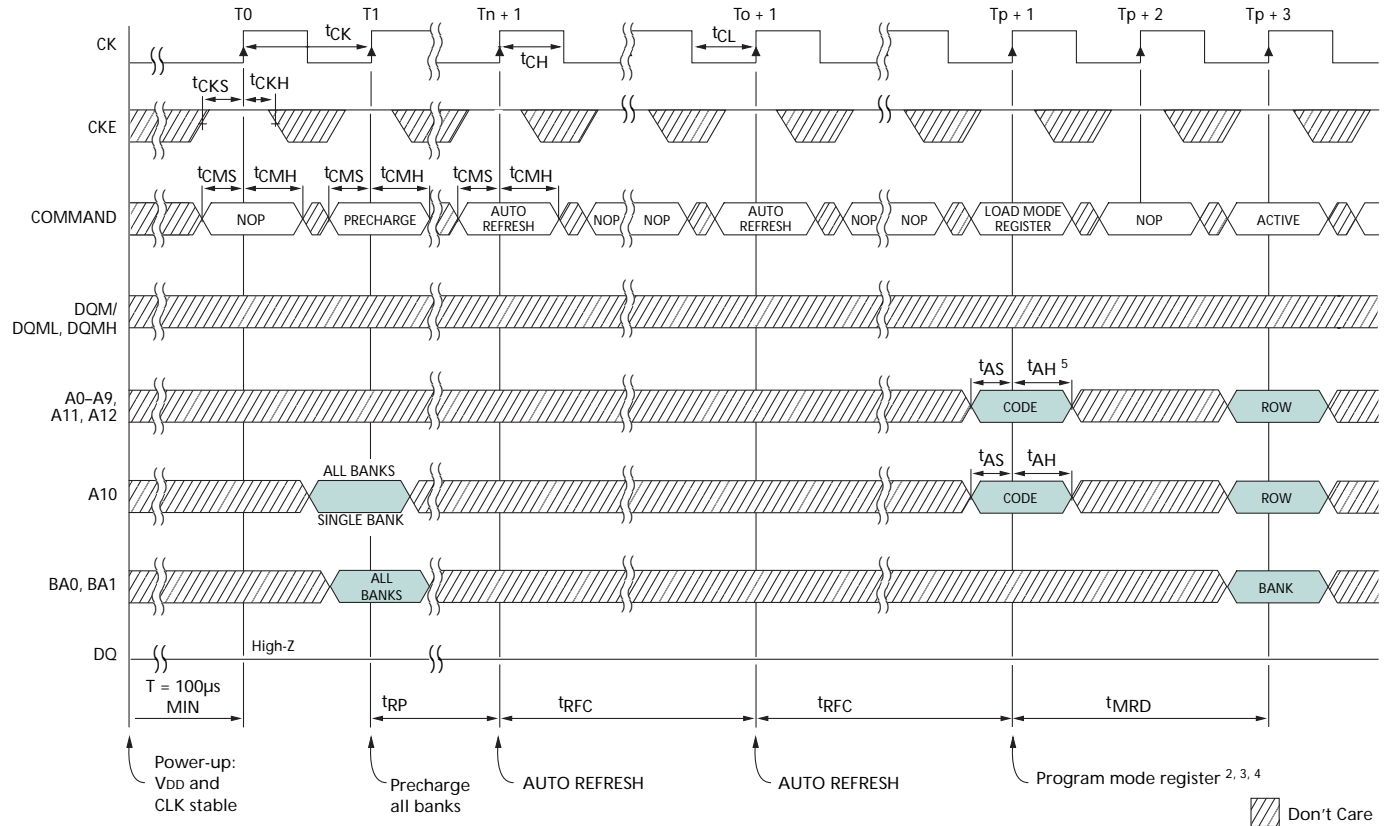 T0 T1 Tn + 1 To + 1 Tp + 1 Tp + 2 Tp + 3
CK
tCK
tCH
tCL
tCKS tCKH
CKE
tCMS tCMH tCMS tCMH tCMS tCMH
COMMAND
NOP PRECHARGE AUTO REFRESH NOP NOP AUTO REFRESH NOP NOP LOAD MODE REGISTER NOP ACTIVE
DQM/
DQML, DQMH
tAS tAH 5
A0–A9,
A11, A12
CODE ROW
ALL BANKS
tAS tAH
A10
CODE ROW
SINGLE BANK
BA0, BA1
ALL
BANKS
BANK
DQ
High-Z
T = 100µs
MIN
tRP tRFC tRFC tMRD
Power-up:
VDD and
CLK stable
Precharge
all banks
AUTO REFRESH
AUTO REFRESH
Program mode register 2, 3, 4
Don't Care